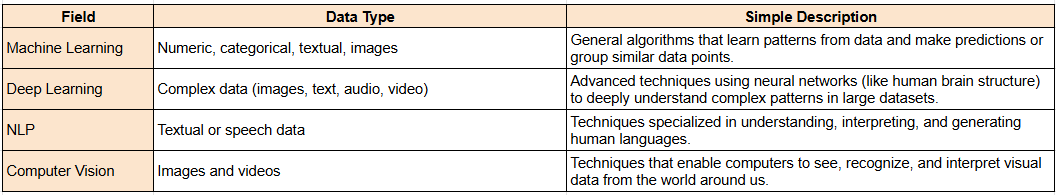 Field Data Type Simple Description
Machine Learning Numeric, categorical, textual, images General algorithms that learn patterns from data and make predictions or
group similar data points.
Deep Learning Complex data (images, text, audio, video) Advanced techniques using neural networks (like human brain structure)
to deeply understand complex patterns in large datasets.
NLP Textual or speech data Techniques specialized in understanding, interpreting, and generating
human languages.
Computer Vision Images and videos Techniques that enable computers to see, recognize, and interpret visual
data from the world around us.